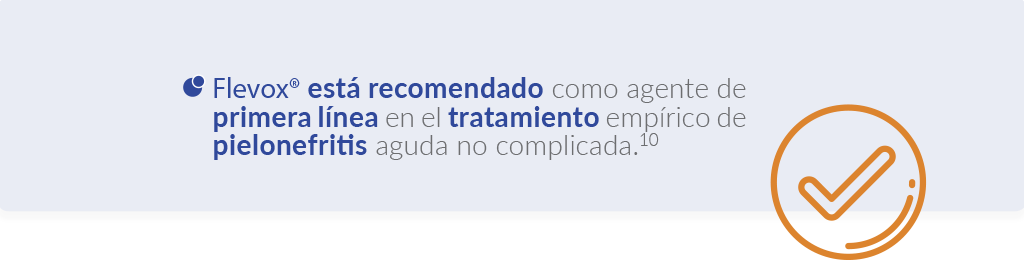 Flevox® está recomendado como agente de
primera línea en el tratamiento empírico de
pielonefritis aguda no complicada.10